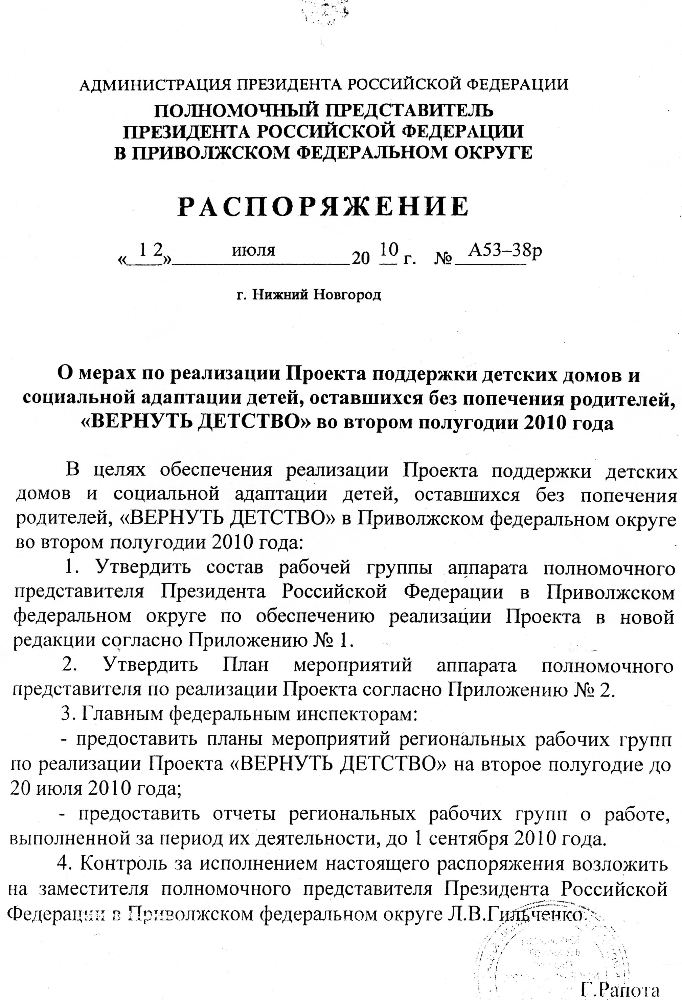 АДМИНИСТРАЦИЯ ПРЕЗИДЕНТА РОССИЙСКОЙ ФЕДЕРАЦИИ
ПОЛНОМОЧНЫЙ ПРЕДСТАВИТЕЛЬ
ПРЕЗИДЕНТА РОССИЙСКОЙ ФЕДЕРАЦИИ
В ПРИВОЛЖСКОМ ФЕДЕРАЛЬНОМ ОКРУГЕ
РАСПОРЯЖЕНИЕ
«12» июля 2010 г. № А53–38р
г. Нижний Новгород
О мерах по реализации Проекта поддержки детских домов и
социальной адаптации детей, оставшихся без попечения родителей,
«ВЕРНУТЬ ДЕТСТВО» во втором полугодии 2010 года
В целях обеспечения реализации Проекта поддержки детских
домов и социальной адаптации детей, оставшихся без попечения
родителей, «ВЕРНУТЬ ДЕТСТВО» в Приволжском федеральном округе
во втором полугодии 2010 года:
1. Утвердить состав рабочей группы аппарата полномочного
представителя Президента Российской Федерации в Приволжском
федеральном округе по обеспечению реализации Проекта в новой
редакции согласно Приложению № 1.
2. Утвердить План мероприятий аппарата полномочного
представителя по реализации Проекта согласно Приложению № 2.
3. Главным федеральным инспекторам:
- предоставить планы мероприятий региональных рабочих групп
по реализации Проекта «ВЕРНУТЬ ДЕТСТВО» на второе полугодие до
20 июля 2010 года;
- предоставить отчеты региональных рабочих групп о работе,
выполненной за период их деятельности, до 1 сентября 2010 года.
4. Контроль за исполнением настоящего распоряжения возложить
на заместителя полномочного представителя Президента Российской
Федерации в Приволжском федеральном округе Л.В.Гильченко.
Г.Рапота